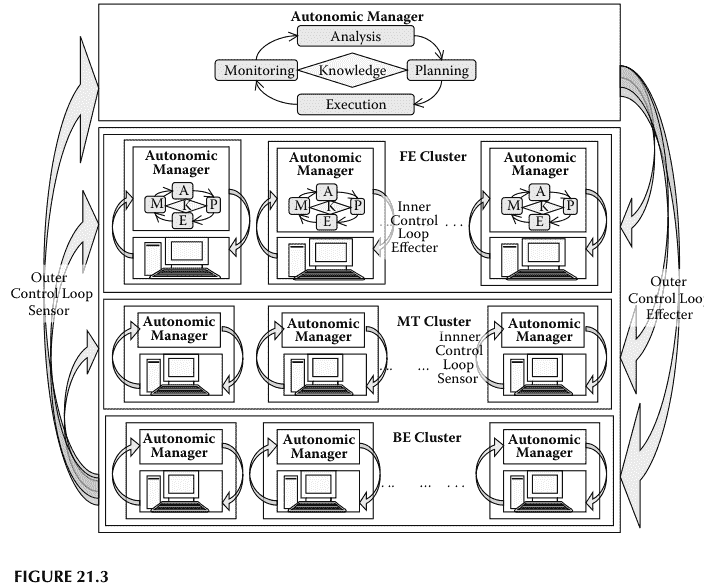 Autonomic Manager
Analysis
Monitoring
Knowledge
Planning
Execution
Autonomic
Manager
A
M
K
P
E
Autonomic
Manager
A
M
K
P
E
FE Cluster
Autonomic
Manager
A
M
K
P
E
Inner
Control
Loop
Effecter
. . .
Outer
Control Loop
Sensor
Outer
Control Loop
Effecter
Autonomic
Manager
Autonomic
Manager
MT Cluster
Autonomic
Manager
Innner
Control
Loop
Sensor
... ...
Autonomic
Manager
Autonomic
Manager
BE Cluster
Autonomic
Manager
... ... . . .
FIGURE 21.3